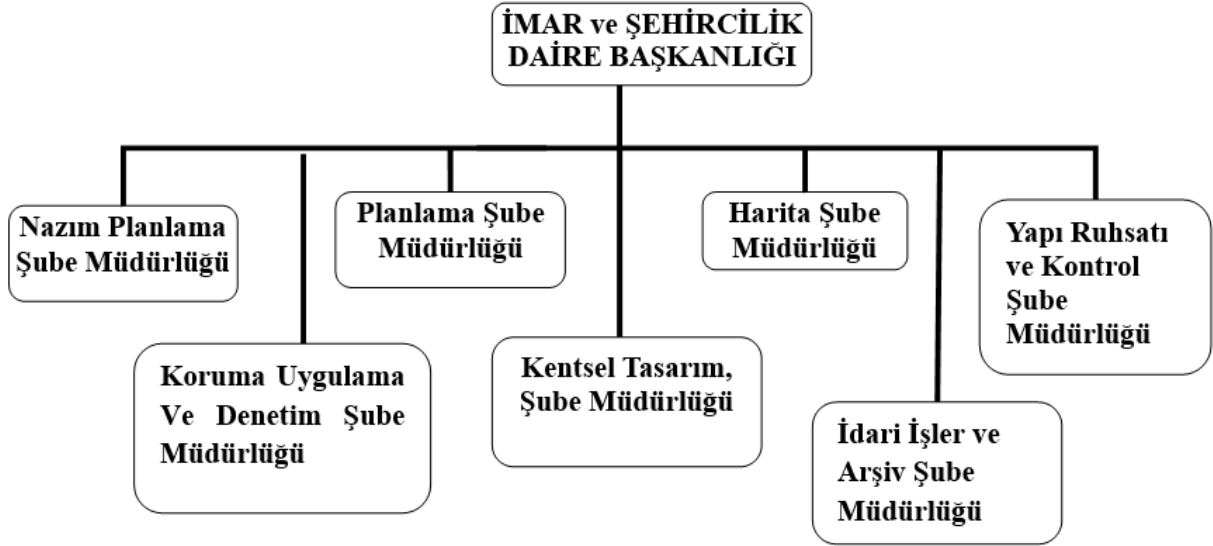 İMAR ve ŞEHİRCİLİK
DAİRE BAŞKANLIĞI
Nazım Planlama
Şube Müdürlüğü
Planlama Şube
Müdürlüğü
Harita Şube
Müdürlüğü
Yapı Ruhsatı
ve Kontrol
Şube
Müdürlüğü
Koruma Uygulama
Ve Denetim Şube
Müdürlüğü
Kentsel Tasarım,
Şube Müdürlüğü
İdari İşler ve
Arşiv Şube
Müdürlüğü